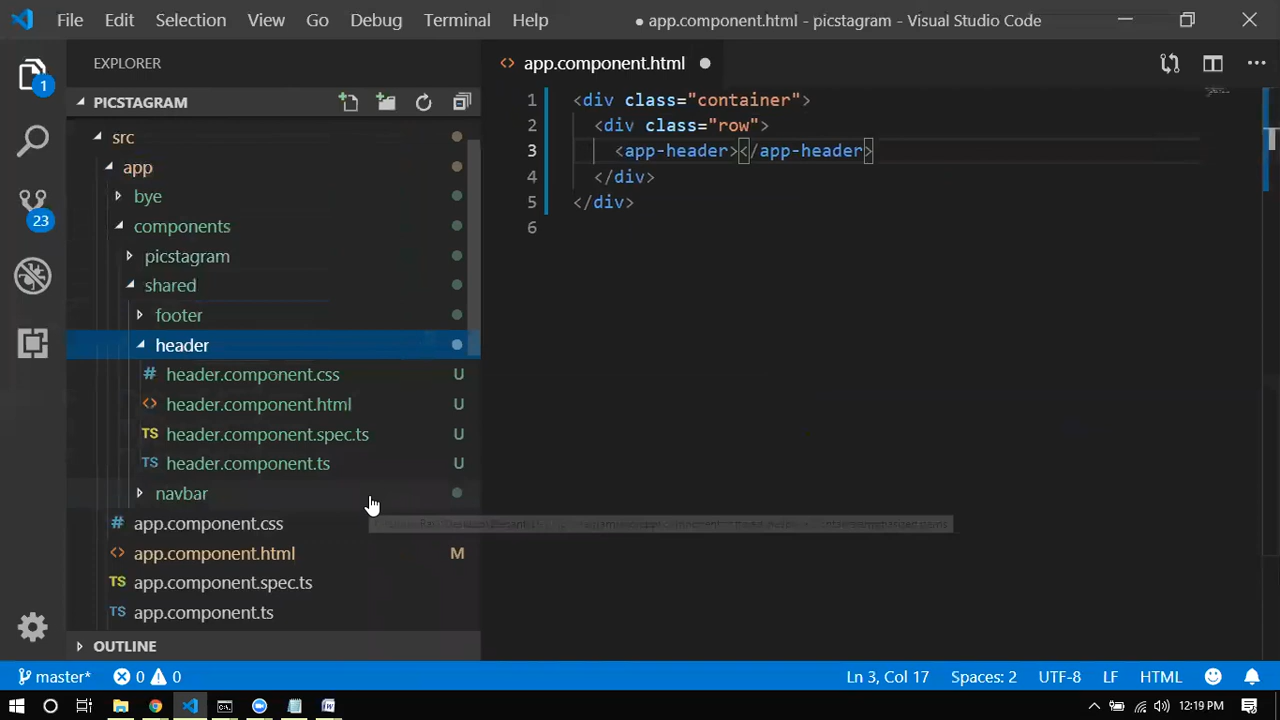 File Edit Selection View Go Debug Terminal Help
● app.component.html - picstagram - Visual Studio Code
EXPLORER
app.component.html
PICSTAGRAM
1
23
src
app
bye
components
picstagram
shared
footer
header
# header.component.css U
<> header.component.html U
TS header.component.spec.ts U
TS header.component.ts U
navbar
# app.component.css
<> app.component.html M
TS app.component.spec.ts
TS app.component.ts
OUTLINE
1 <div class="container">
2 <div class="row">
3 <app-header></app-header>
4 </div>
5 </div>
6
master* 0 0 Ln 3, Col 17 Spaces: 2 UTF-8 LF HTML
12:19 PM